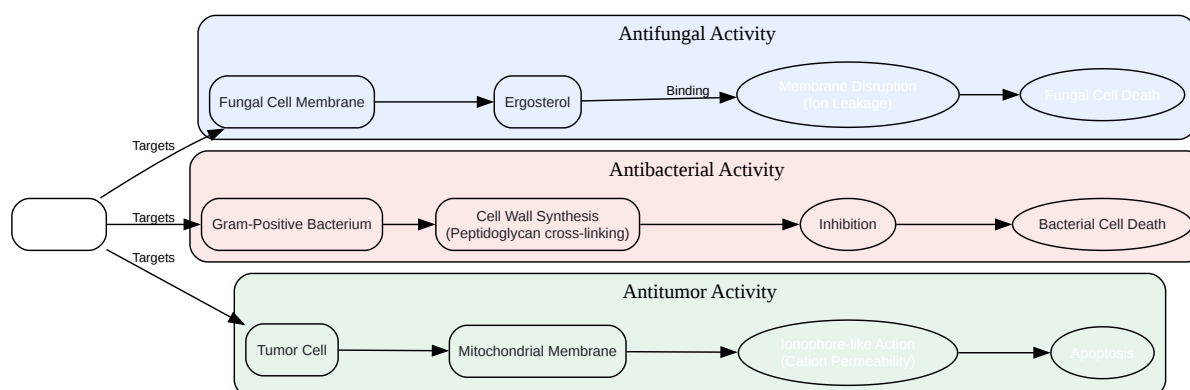 Antifungal Activity
Fungal Cell Membrane
Ergosterol
Binding
Membrane Disruption
(Ion Leakage)
Fungal Cell Death
Targets
Antibacterial Activity
Targets
Gram-Positive Bacterium
Cell Wall Synthesis
(Peptidoglycan cross-linking)
Inhibition
Bacterial Cell Death
Targets
Antitumor Activity
Tumor Cell
Mitochondrial Membrane
Ionophore-like Action
(Cation Permeability)
Apoptosis